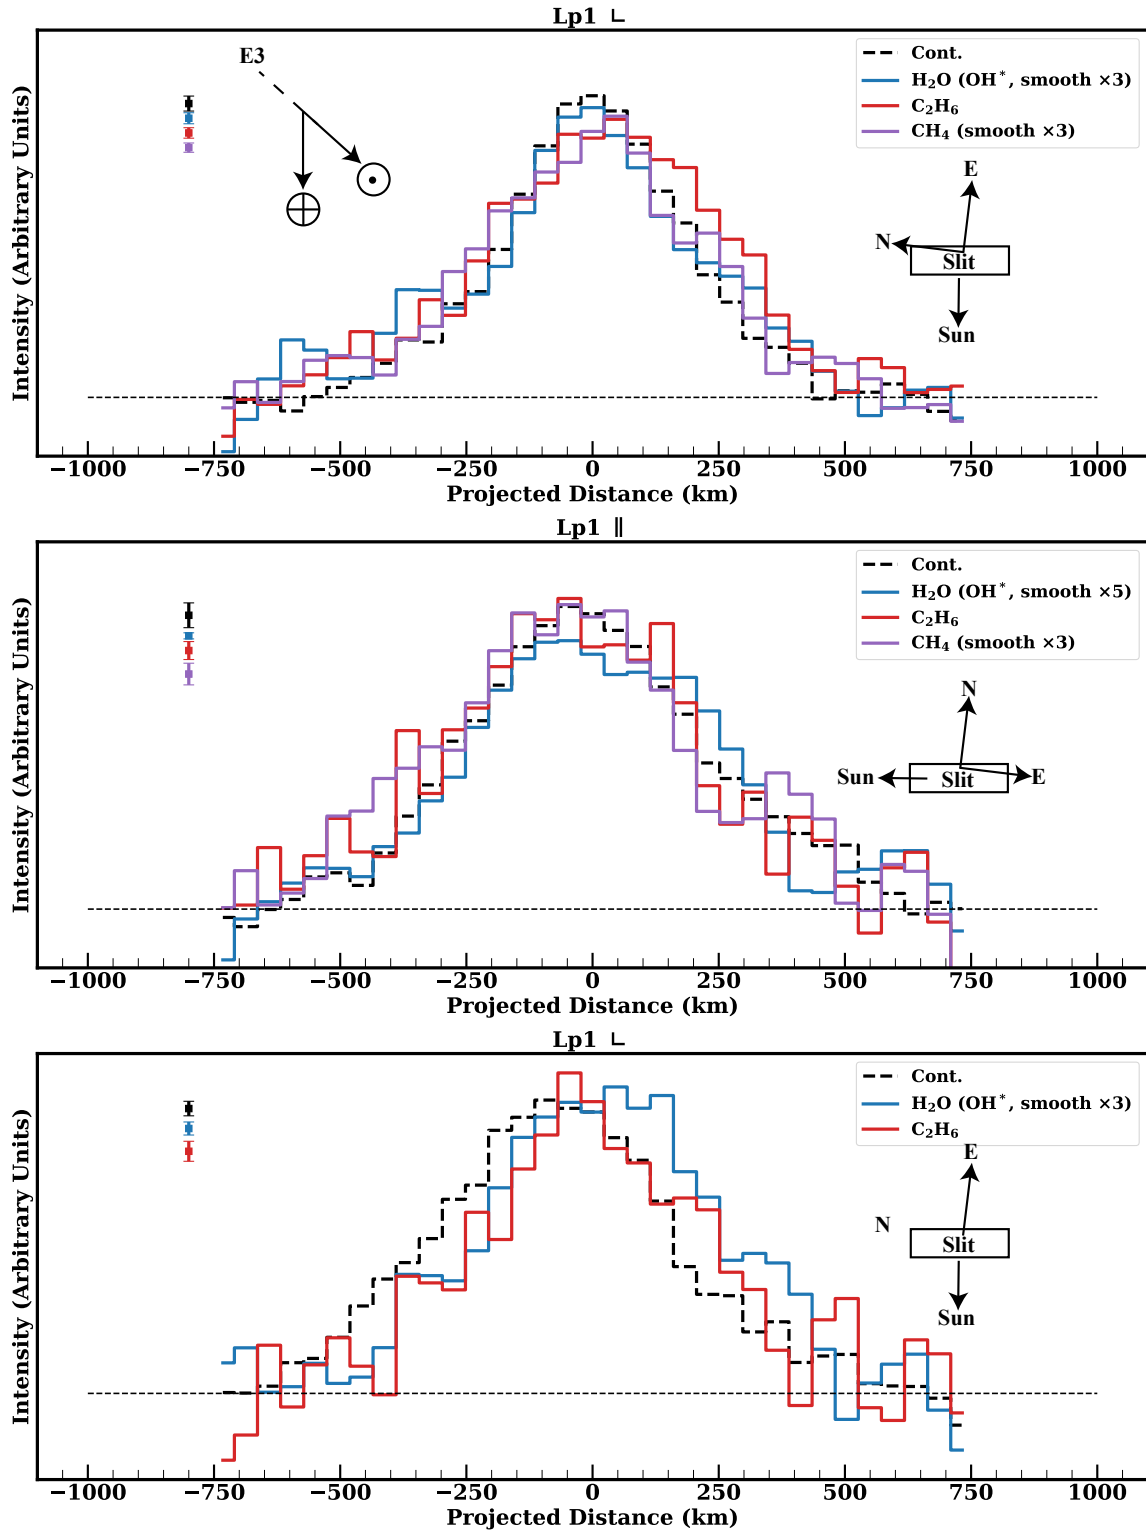 Lp1 ∟
E3
Cont.
H₂O (OH*, smooth ×3)
C₂H₆
CH₄ (smooth ×3)
E
N
Slit
Sun
Intensity (Arbitrary Units)
−1000 −750 −500 −250 0 250 500 750 1000
Projected Distance (km)
Lp1 ∥
Cont.
H₂O (OH*, smooth ×5)
C₂H₆
CH₄ (smooth ×3)
N
Sun
Slit
E
Intensity (Arbitrary Units)
−1000 −750 −500 −250 0 250 500 750 1000
Projected Distance (km)
Lp1 ∟
Cont.
H₂O (OH*, smooth ×3)
C₂H₆
E
N
Slit
Sun
Intensity (Arbitrary Units)
−1000 −750 −500 −250 0 250 500 750 1000
Projected Distance (km)